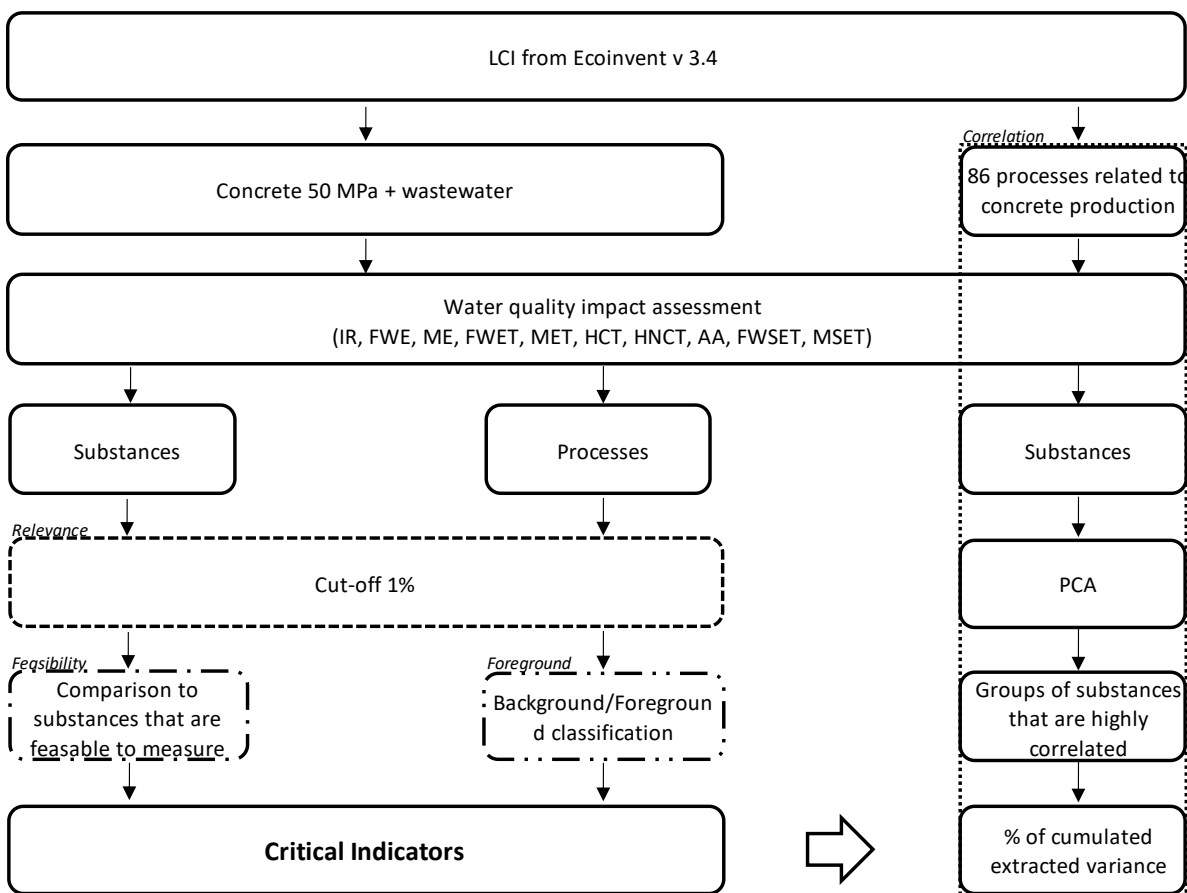 LCI from Ecoinvent v 3.4
Correlation
Concrete 50 MPa + wastewater
86 processes related to
concrete production
Water quality impact assessment
(IR, FWE, ME, FWET, MET, HCT, HNCT, AA, FWSET, MSET)
Substances
Processes
Substances
Relevance
Cut-off 1%
PCA
Feasibility
Comparison to
substances that are
feasable to measure
Foreground
Background/Foregroun
d classification
Groups of substances
that are highly
correlated
Critical Indicators
% of cumulated
extracted variance